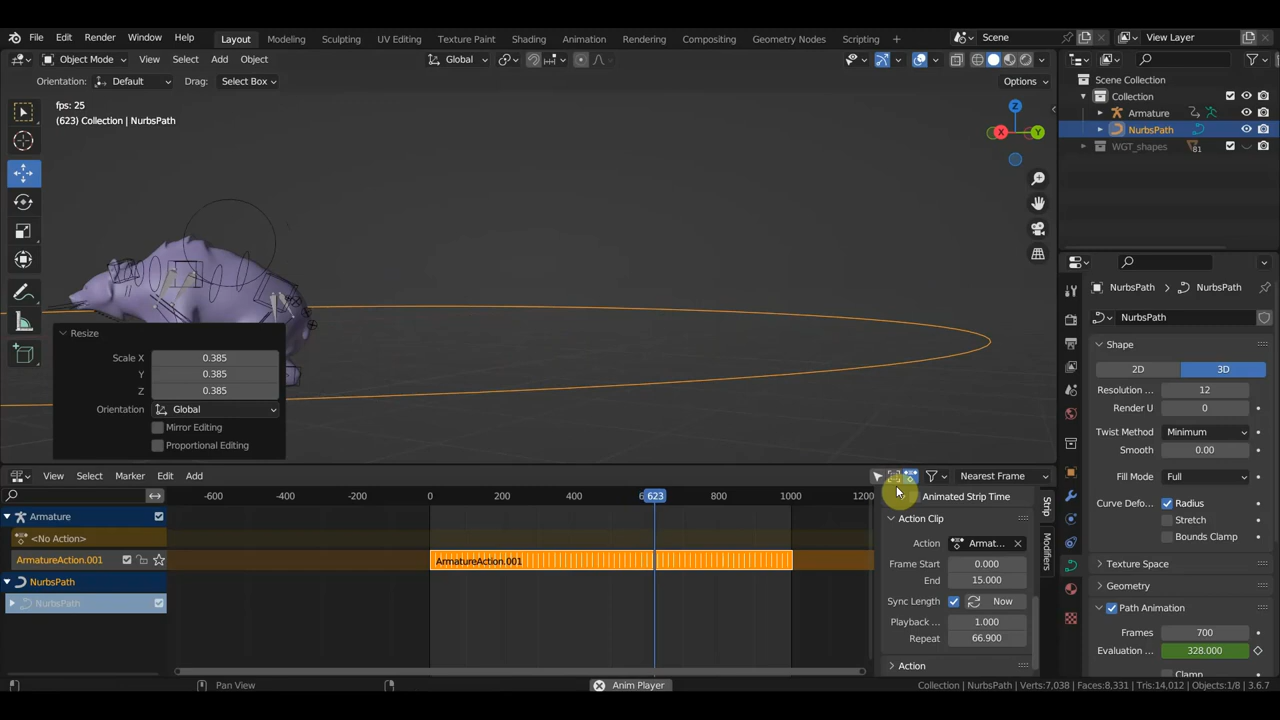 File Edit Render Window Help Layout Modeling Sculpting UV Editing Texture Paint Shading Animation Rendering Compositing Geometry Nodes Scripting + Scene View Layer
Object Mode View Select Add Object Global
Orientation: Default Drag: Select Box Options
fps: 25
(623) Collection | NurbsPath
Z
X
Y
Scene Collection
Collection
Armature
NurbsPath
WGT_shapes 81
NurbsPath > NurbsPath
NurbsPath
Shape
2D 3D
Resolution ... 12
Render U 0
Twist Method Minimum
Smooth 0.00
Fill Mode Full
Curve Defo... Radius
Stretch
Bounds Clamp
Texture Space
Geometry
Path Animation
Frames 700
Evaluation ... 328.000
Resize
Scale X 0.385
Y 0.385
Z 0.385
Orientation Global
Mirror Editing
Proportional Editing
View Select Marker Edit Add Nearest Frame
-600 -400 -200 0 200 400 623 800 1000 1200
Armature
<No Action>
ArmatureAction.001
ArmatureAction.001
NurbsPath
NurbsPath
Animated Strip Time
Action Clip
Action Armat...
Frame Start 0.000
End 15.000
Sync Length Now
Playback ... 1.000
Repeat 66.900
Action
Strip
Modifiers
Pan View Anim Player Collection | NurbsPath | Verts:7,038 | Faces:8,331 | Tris:14,012 | Objects:1/8 | 3.6.7